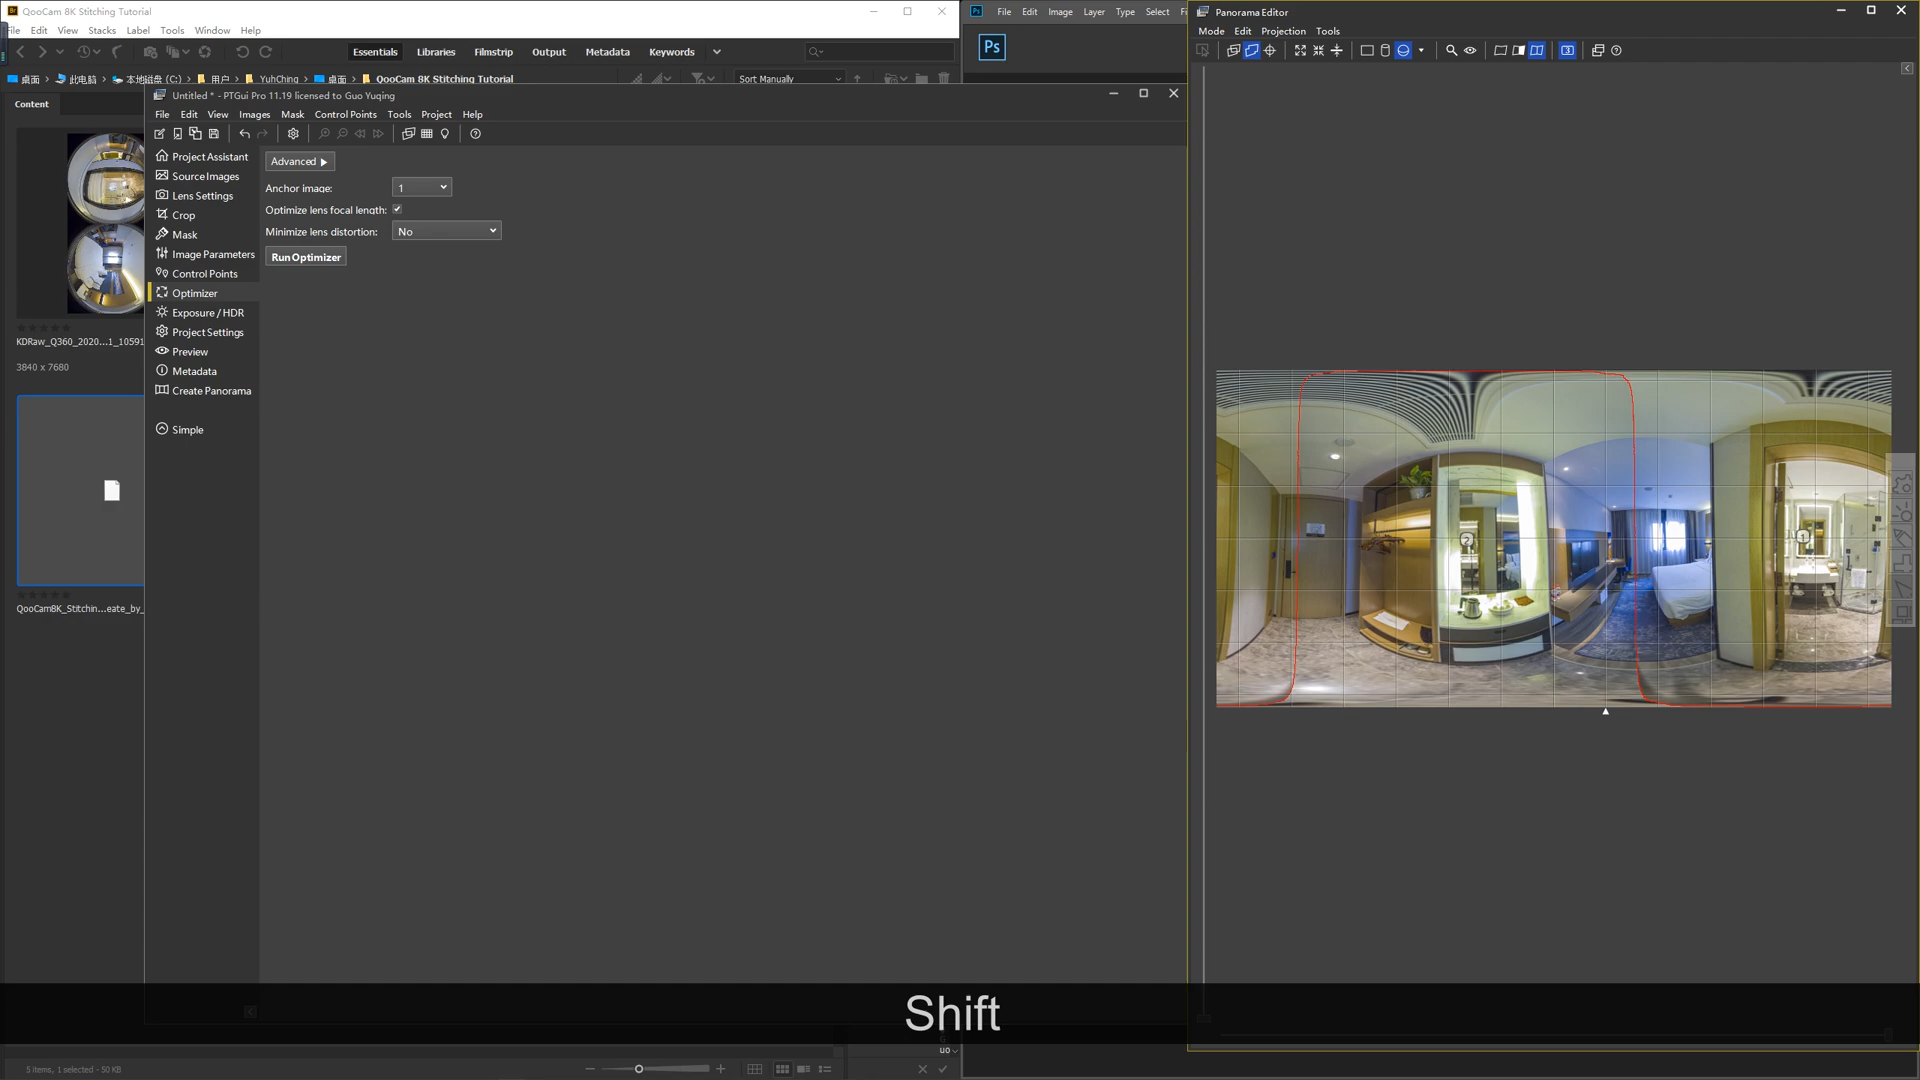 QooCam 8K Stitching Tutorial
File Edit View Stacks Label Tools Window Help
Essentials Libraries Filmstrip Output Metadata Keywords
桌面 此电脑 本地磁盘 (C:) 用户 YuhChing 桌面 QooCam 8K Stitching Tutorial
Sort Manually
Content
KDRaw_Q360_2020...1_10591
3840 x 7680
QooCam8K_Stitchin...eate_by_
5 items, 1 selected - 50 KB
Untitled * - PTGui Pro 11.19 licensed to Guo Yuqing
File Edit View Images Mask Control Points Tools Project Help
Project Assistant
Source Images
Lens Settings
Crop
Mask
Image Parameters
Control Points
Optimizer
Exposure / HDR
Project Settings
Preview
Metadata
Create Panorama
Simple
Advanced
Anchor image: 1
Optimize lens focal length:
Minimize lens distortion: No
Run Optimizer
Ps File Edit Image Layer Type Select Fi
Ps
Panorama Editor
Mode Edit Projection Tools
2
1
Shift
uo